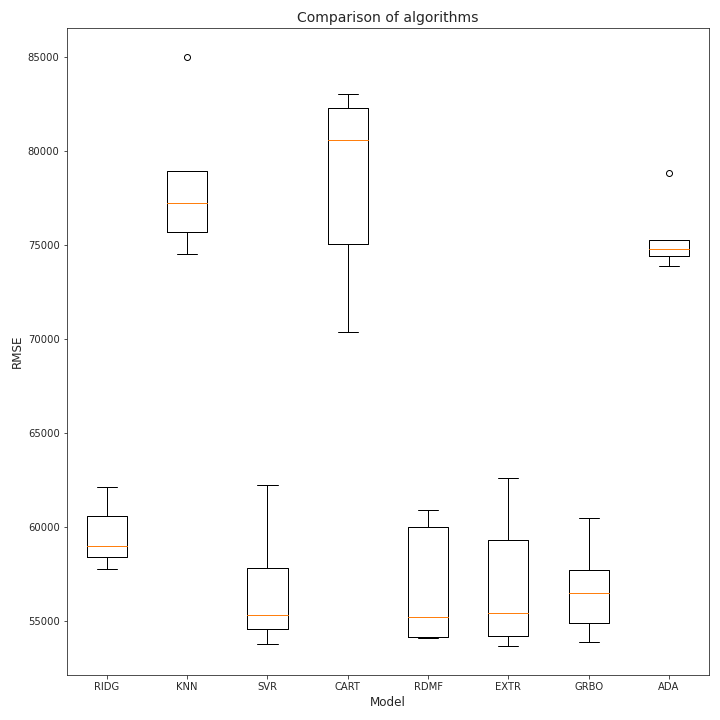 Comparison of algorithms
85000
80000
75000
70000
65000
60000
55000
RMSE
RIDG KNN SVR CART RDMF EXTR GRBO ADA
Model